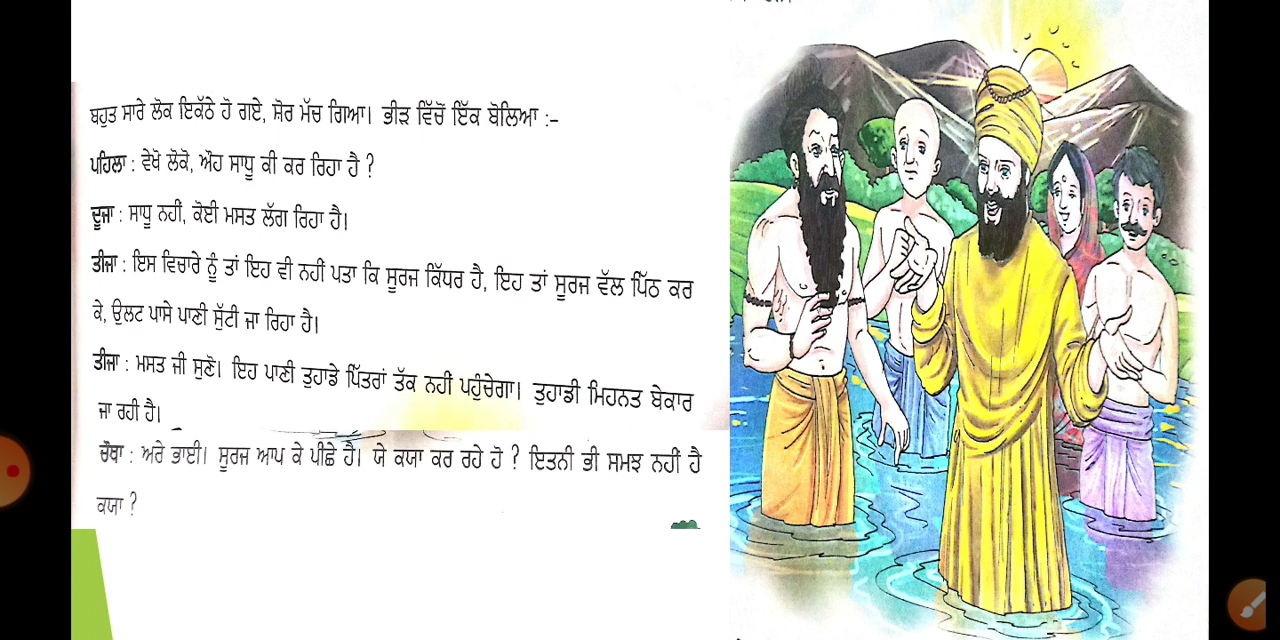 ਬਹੁਤ ਸਾਰੇ ਲੋਕ ਇਕੱਠੇ ਹੋ ਗਏ, ਸ਼ੋਰ ਮੱਚ ਗਿਆ। ਭੀੜ ਵਿੱਚੋਂ ਇੱਕ ਬੋਲਿਆ :-
ਪਹਿਲਾ : ਵੇਖੋ ਲੋਕੋ, ਔਹ ਸਾਧੂ ਕੀ ਕਰ ਰਿਹਾ ਹੈ ?
ਦੂਜਾ : ਸਾਧੂ ਨਹੀਂ, ਕੋਈ ਮਸਤ ਲੱਗ ਰਿਹਾ ਹੈ।
ਤੀਜਾ : ਇਸ ਵਿਚਾਰੇ ਨੂੰ ਤਾਂ ਇਹ ਵੀ ਨਹੀਂ ਪਤਾ ਕਿ ਸੂਰਜ ਕਿੱਧਰ ਹੈ, ਇਹ ਤਾਂ ਸੂਰਜ ਵੱਲ ਪਿੱਠ ਕਰ
ਕੇ, ਉਲਟ ਪਾਸੇ ਪਾਣੀ ਸੁੱਟੀ ਜਾ ਰਿਹਾ ਹੈ।
ਤੀਜਾ : ਮਸਤ ਜੀ ਸੁਣੋ। ਇਹ ਪਾਣੀ ਤੁਹਾਡੇ ਪਿੱਤਰਾਂ ਤੱਕ ਨਹੀਂ ਪਹੁੰਚੇਗਾ। ਤੁਹਾਡੀ ਮਿਹਨਤ ਬੇਕਾਰ
ਜਾ ਰਹੀ ਹੈ।
ਚੌਥਾ : ਅਰੇ ਭਾਈ। ਸੂਰਜ ਆਪ ਕੇ ਪੀਛੇ ਹੈ। ਯੇ ਕਯਾ ਕਰ ਰਹੇ ਹੋ ? ਇਤਨੀ ਭੀ ਸਮਝ ਨਹੀਂ ਹੈ
ਕਯਾ ?